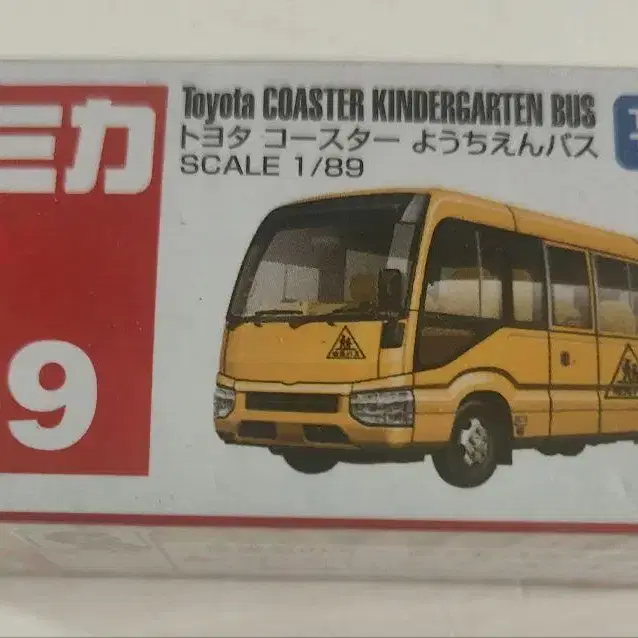 ミカ
Toyota COASTER KINDERGARTEN BUS
トヨタ コースター ようちえんバス
SCALE 1/89
9